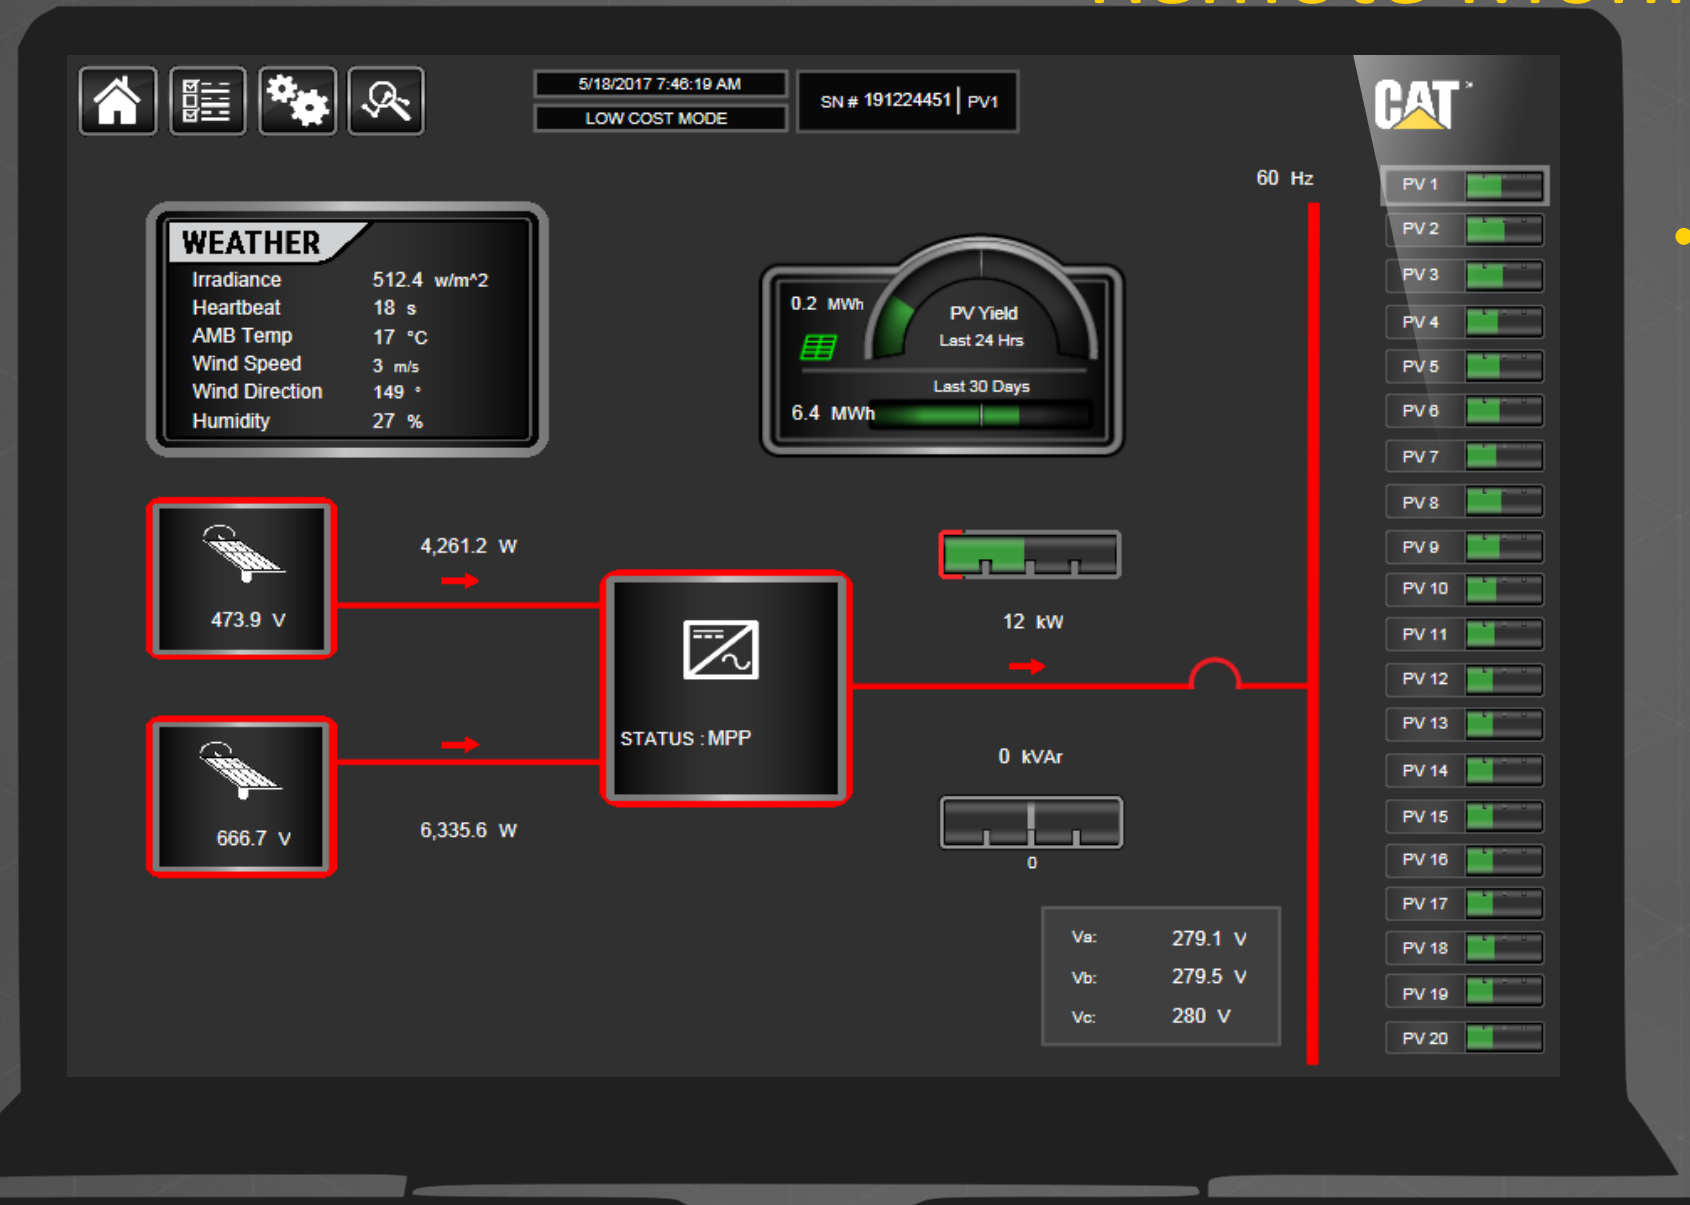 5/18/2017 7:46:19 AM
LOW COST MODE
SN # 191224451 | PV1
CAT
60 Hz
WEATHER
Irradiance 512.4 w/m^2
Heartbeat 18 s
AMB Temp 17 °C
Wind Speed 3 m/s
Wind Direction 149 °
Humidity 27 %
0.2 MWh
PV Yield
Last 24 Hrs
Last 30 Days
6.4 MWh
473.9 V
4,261.2 W
666.7 V
6,335.6 W
STATUS : MPP
12 kW
0 kVAr
0
Va: 279.1 V
Vb: 279.5 V
Vc: 280 V
PV 1
PV 2
PV 3
PV 4
PV 5
PV 6
PV 7
PV 8
PV 9
PV 10
PV 11
PV 12
PV 13
PV 14
PV 15
PV 16
PV 17
PV 18
PV 19
PV 20